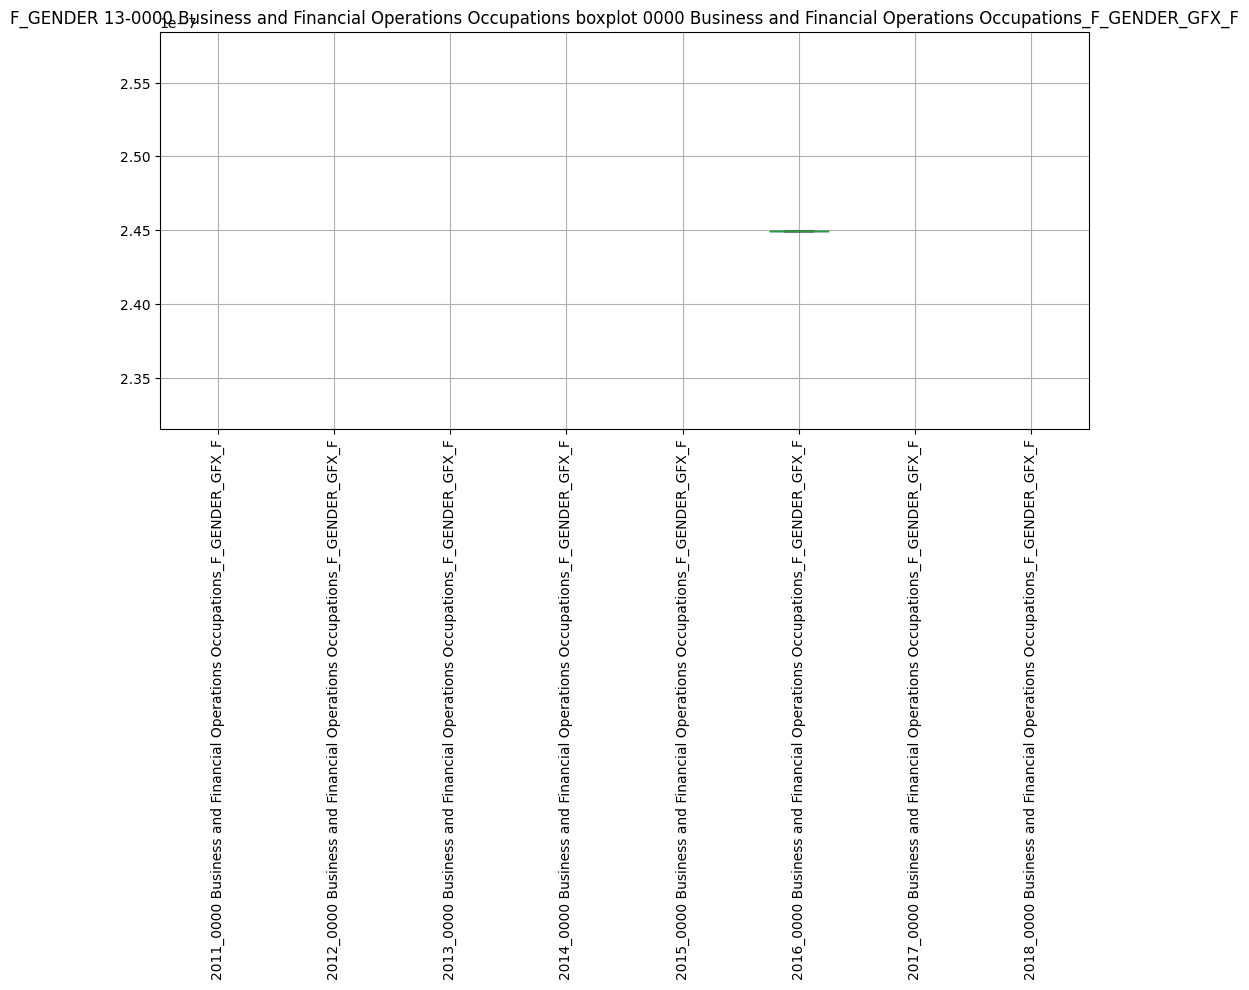 F_GENDER 13-0000 Business and Financial Operations Occupations boxplot 0000 Business and Financial Operations Occupations_F_GENDER_GFX_F
1e−7
2.55
2.50
2.45
2.40
2.35
2011_0000 Business and Financial Operations Occupations_F_GENDER_GFX_F
2012_0000 Business and Financial Operations Occupations_F_GENDER_GFX_F
2013_0000 Business and Financial Operations Occupations_F_GENDER_GFX_F
2014_0000 Business and Financial Operations Occupations_F_GENDER_GFX_F
2015_0000 Business and Financial Operations Occupations_F_GENDER_GFX_F
2016_0000 Business and Financial Operations Occupations_F_GENDER_GFX_F
2017_0000 Business and Financial Operations Occupations_F_GENDER_GFX_F
2018_0000 Business and Financial Operations Occupations_F_GENDER_GFX_F